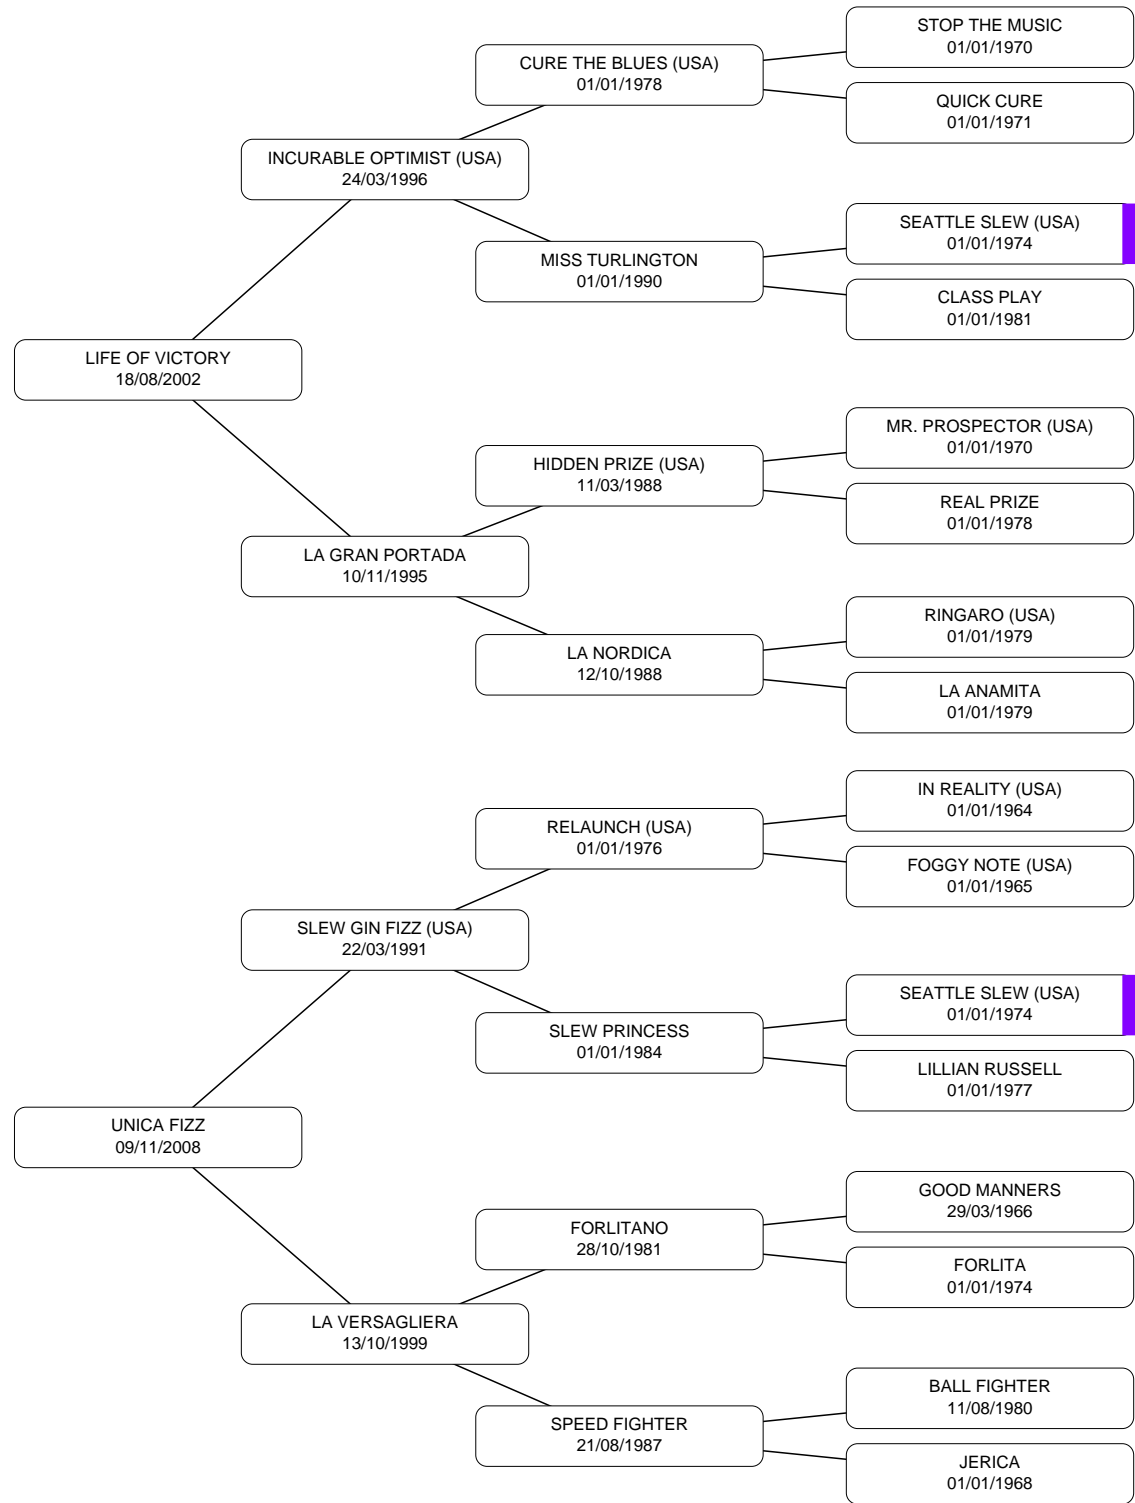 STOP THE MUSIC
01/01/1970
CURE THE BLUES (USA)
01/01/1978
QUICK CURE
01/01/1971
INCURABLE OPTIMIST (USA)
24/03/1996
SEATTLE SLEW (USA)
01/01/1974
MISS TURLINGTON
01/01/1990
CLASS PLAY
01/01/1981
LIFE OF VICTORY
18/08/2002
MR. PROSPECTOR (USA)
01/01/1970
HIDDEN PRIZE (USA)
11/03/1988
REAL PRIZE
01/01/1978
LA GRAN PORTADA
10/11/1995
RINGARO (USA)
01/01/1979
LA NORDICA
12/10/1988
LA ANAMITA
01/01/1979
IN REALITY (USA)
01/01/1964
RELAUNCH (USA)
01/01/1976
FOGGY NOTE (USA)
01/01/1965
SLEW GIN FIZZ (USA)
22/03/1991
SEATTLE SLEW (USA)
01/01/1974
SLEW PRINCESS
01/01/1984
LILLIAN RUSSELL
01/01/1977
UNICA FIZZ
09/11/2008
GOOD MANNERS
29/03/1966
FORLITANO
28/10/1981
FORLITA
01/01/1974
LA VERSAGLIERA
13/10/1999
BALL FIGHTER
11/08/1980
SPEED FIGHTER
21/08/1987
JERICA
01/01/1968